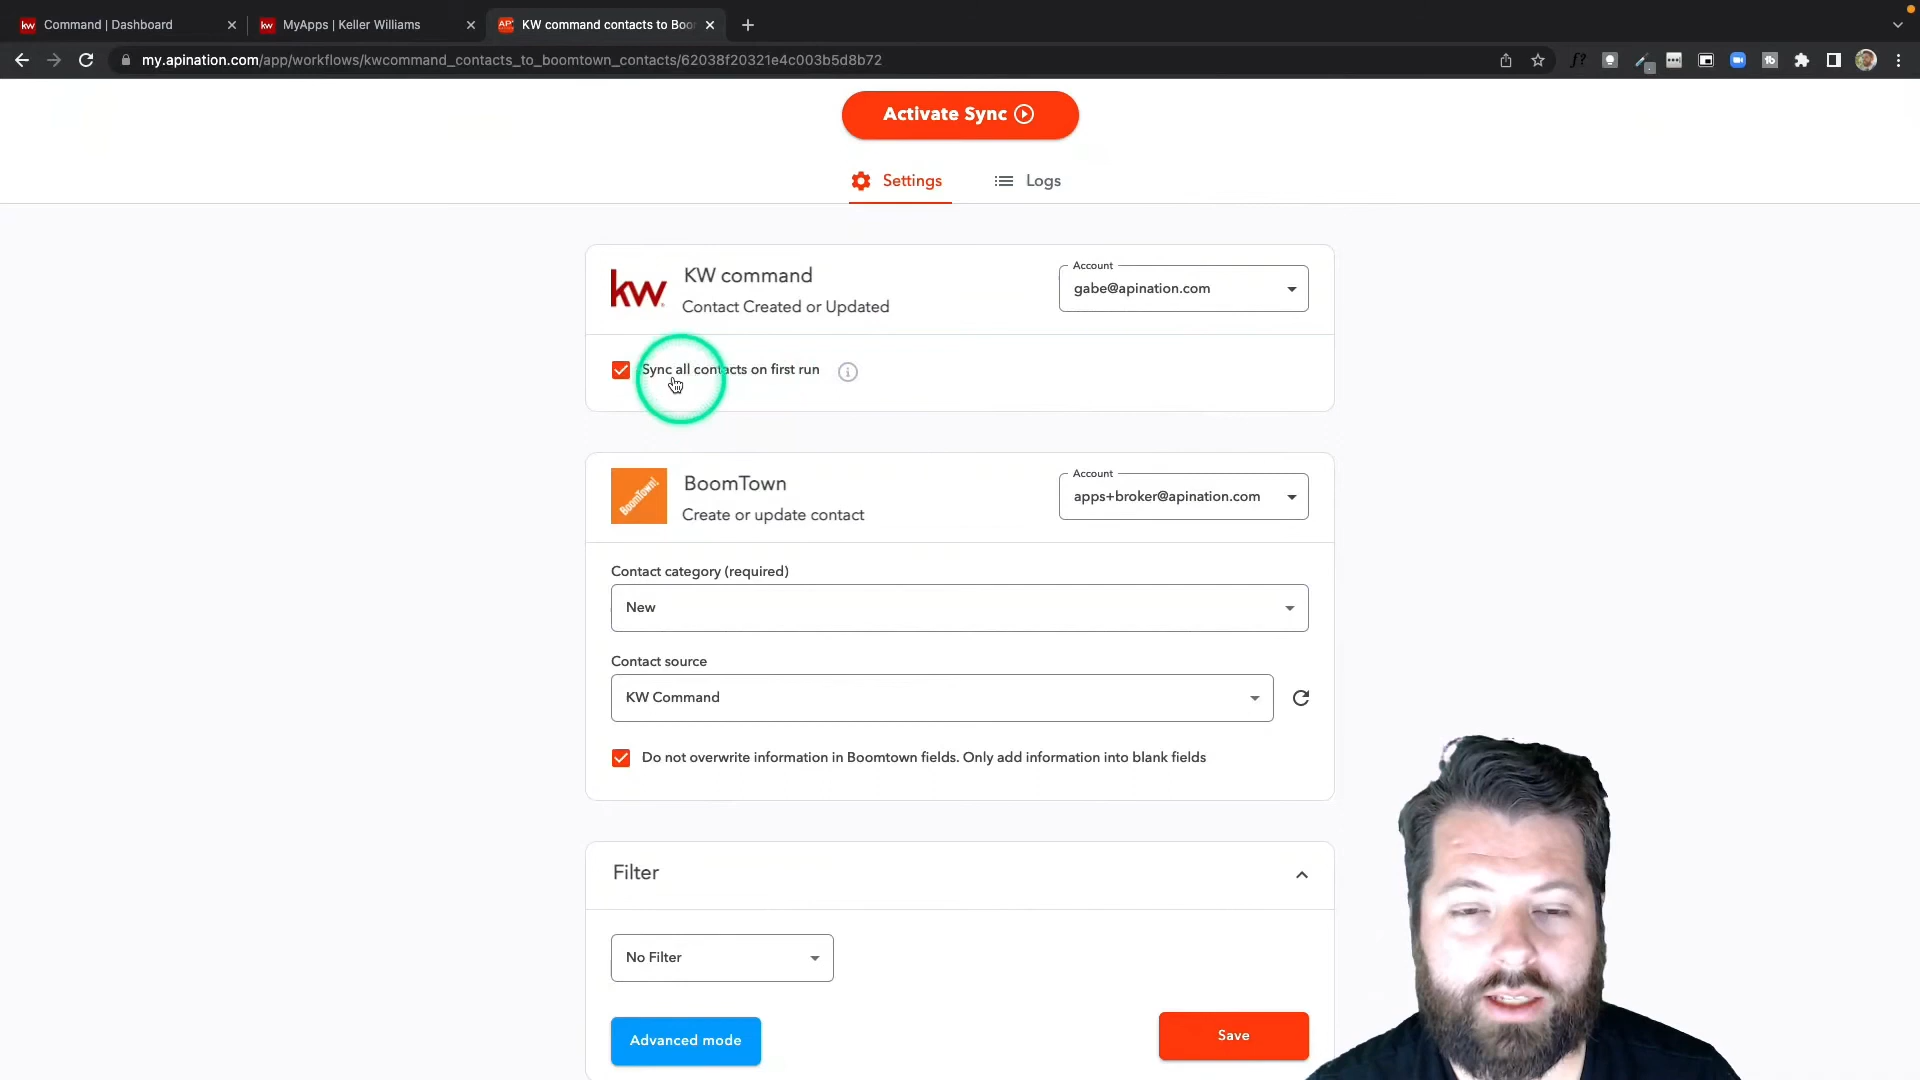 Command | Dashboard
MyApps | Keller Williams
KW command contacts to Boo
my.apination.com/app/workflows/kwcommand_contacts_to_boomtown_contacts/62038f20321e4c003b5d8b72
Activate Sync
Settings
Logs
kw
KW command
Contact Created or Updated
Account
gabe@apination.com
Sync all contacts on first run
BoomTown!
BoomTown
Create or update contact
Account
apps+broker@apination.com
Contact category (required)
New
Contact source
KW Command
Do not overwrite information in Boomtown fields. Only add information into blank fields
Filter
No Filter
Advanced mode
Save